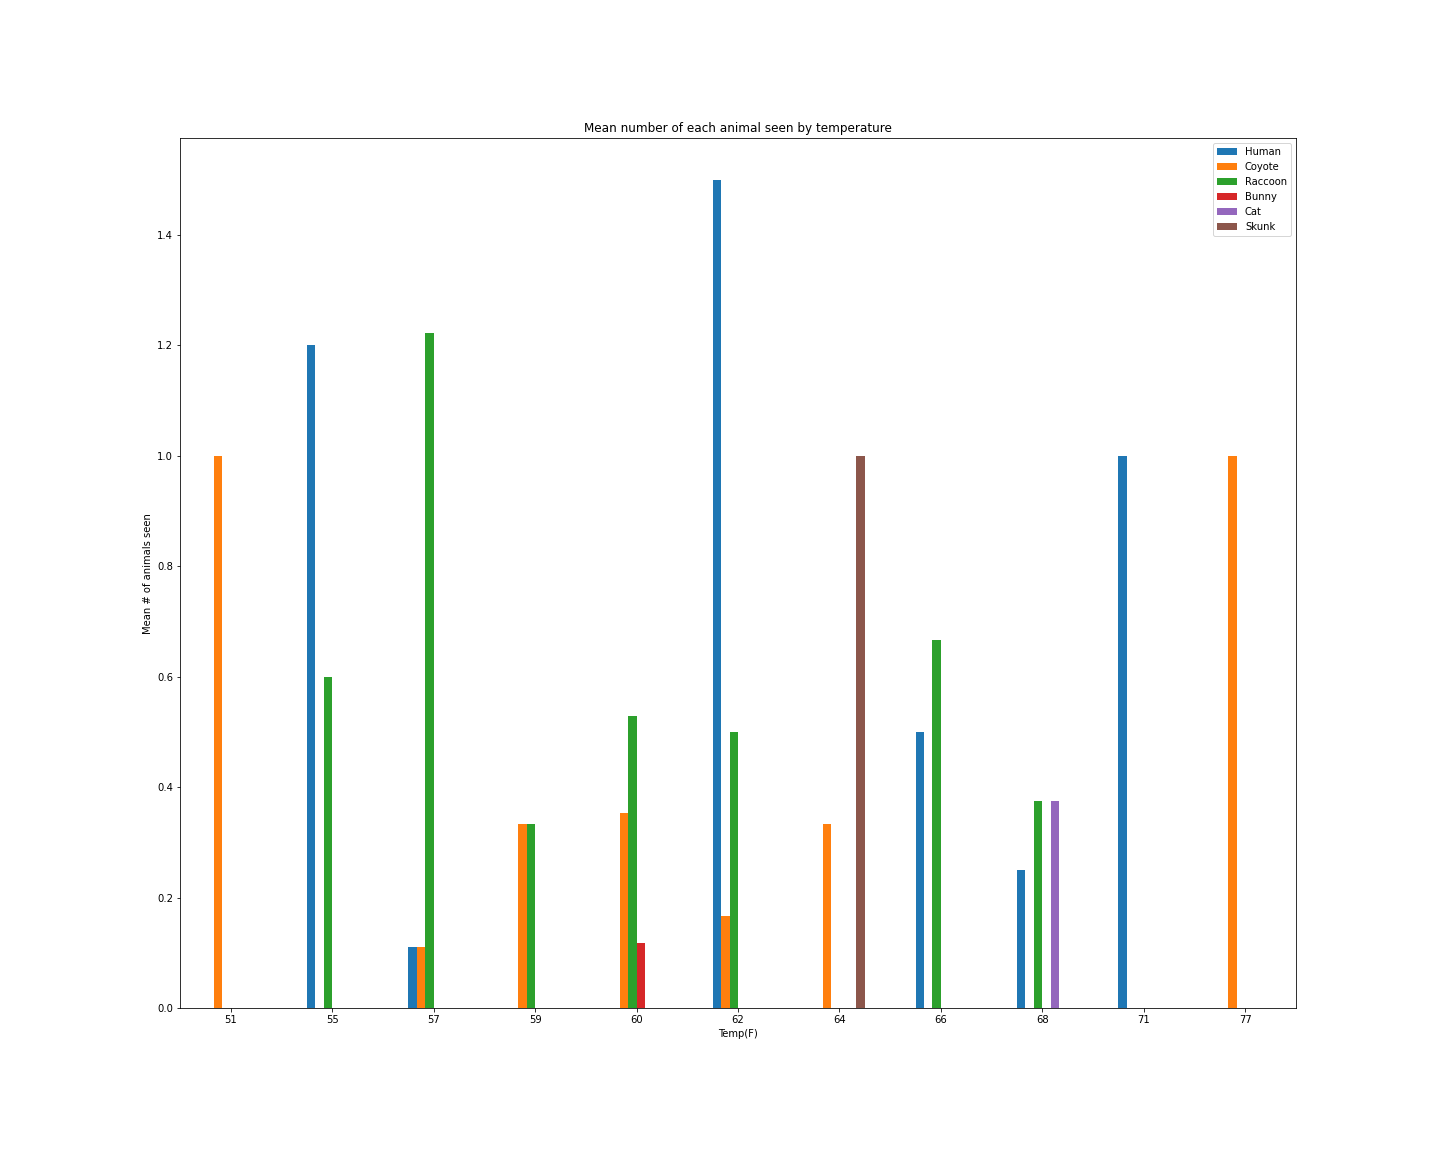 Mean number of each animal seen by temperature
Human
Coyote
Raccoon
Bunny
Cat
Skunk
1.4
1.2
1.0
0.8
0.6
0.4
0.2
0.0
Mean # of animals seen
51 55 57 59 60 62 64 66 68 71 77
Temp(F)